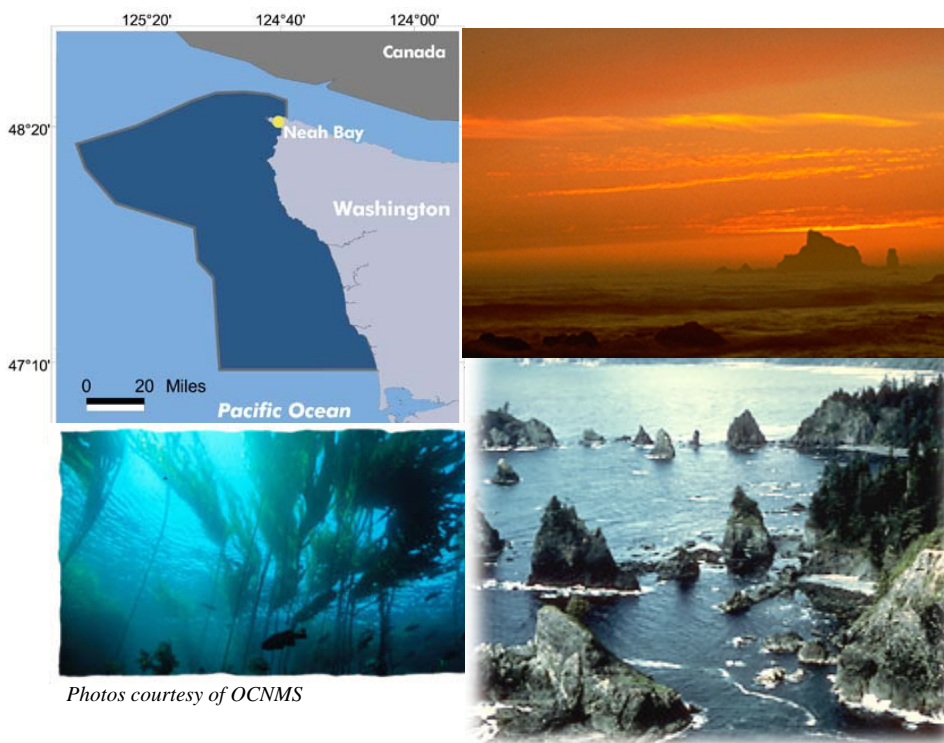 125°20' 124°40' 124°00'
Canada
48°20'
Neah Bay
Washington
47°10'
0 20 Miles
Pacific Ocean
Photos courtesy of OCNMS